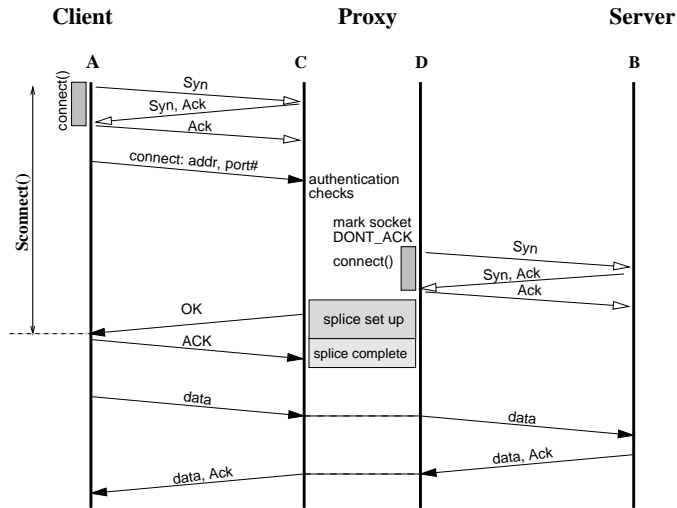 Client
Proxy
Server
A
C
D
B
connect()
Sconnect()
Syn
Syn, Ack
Ack
connect: addr, port#
authentication
checks
mark socket
DONT_ACK
connect()
Syn
Syn, Ack
Ack
OK
splice set up
ACK
splice complete
data
data
data, Ack
data, Ack